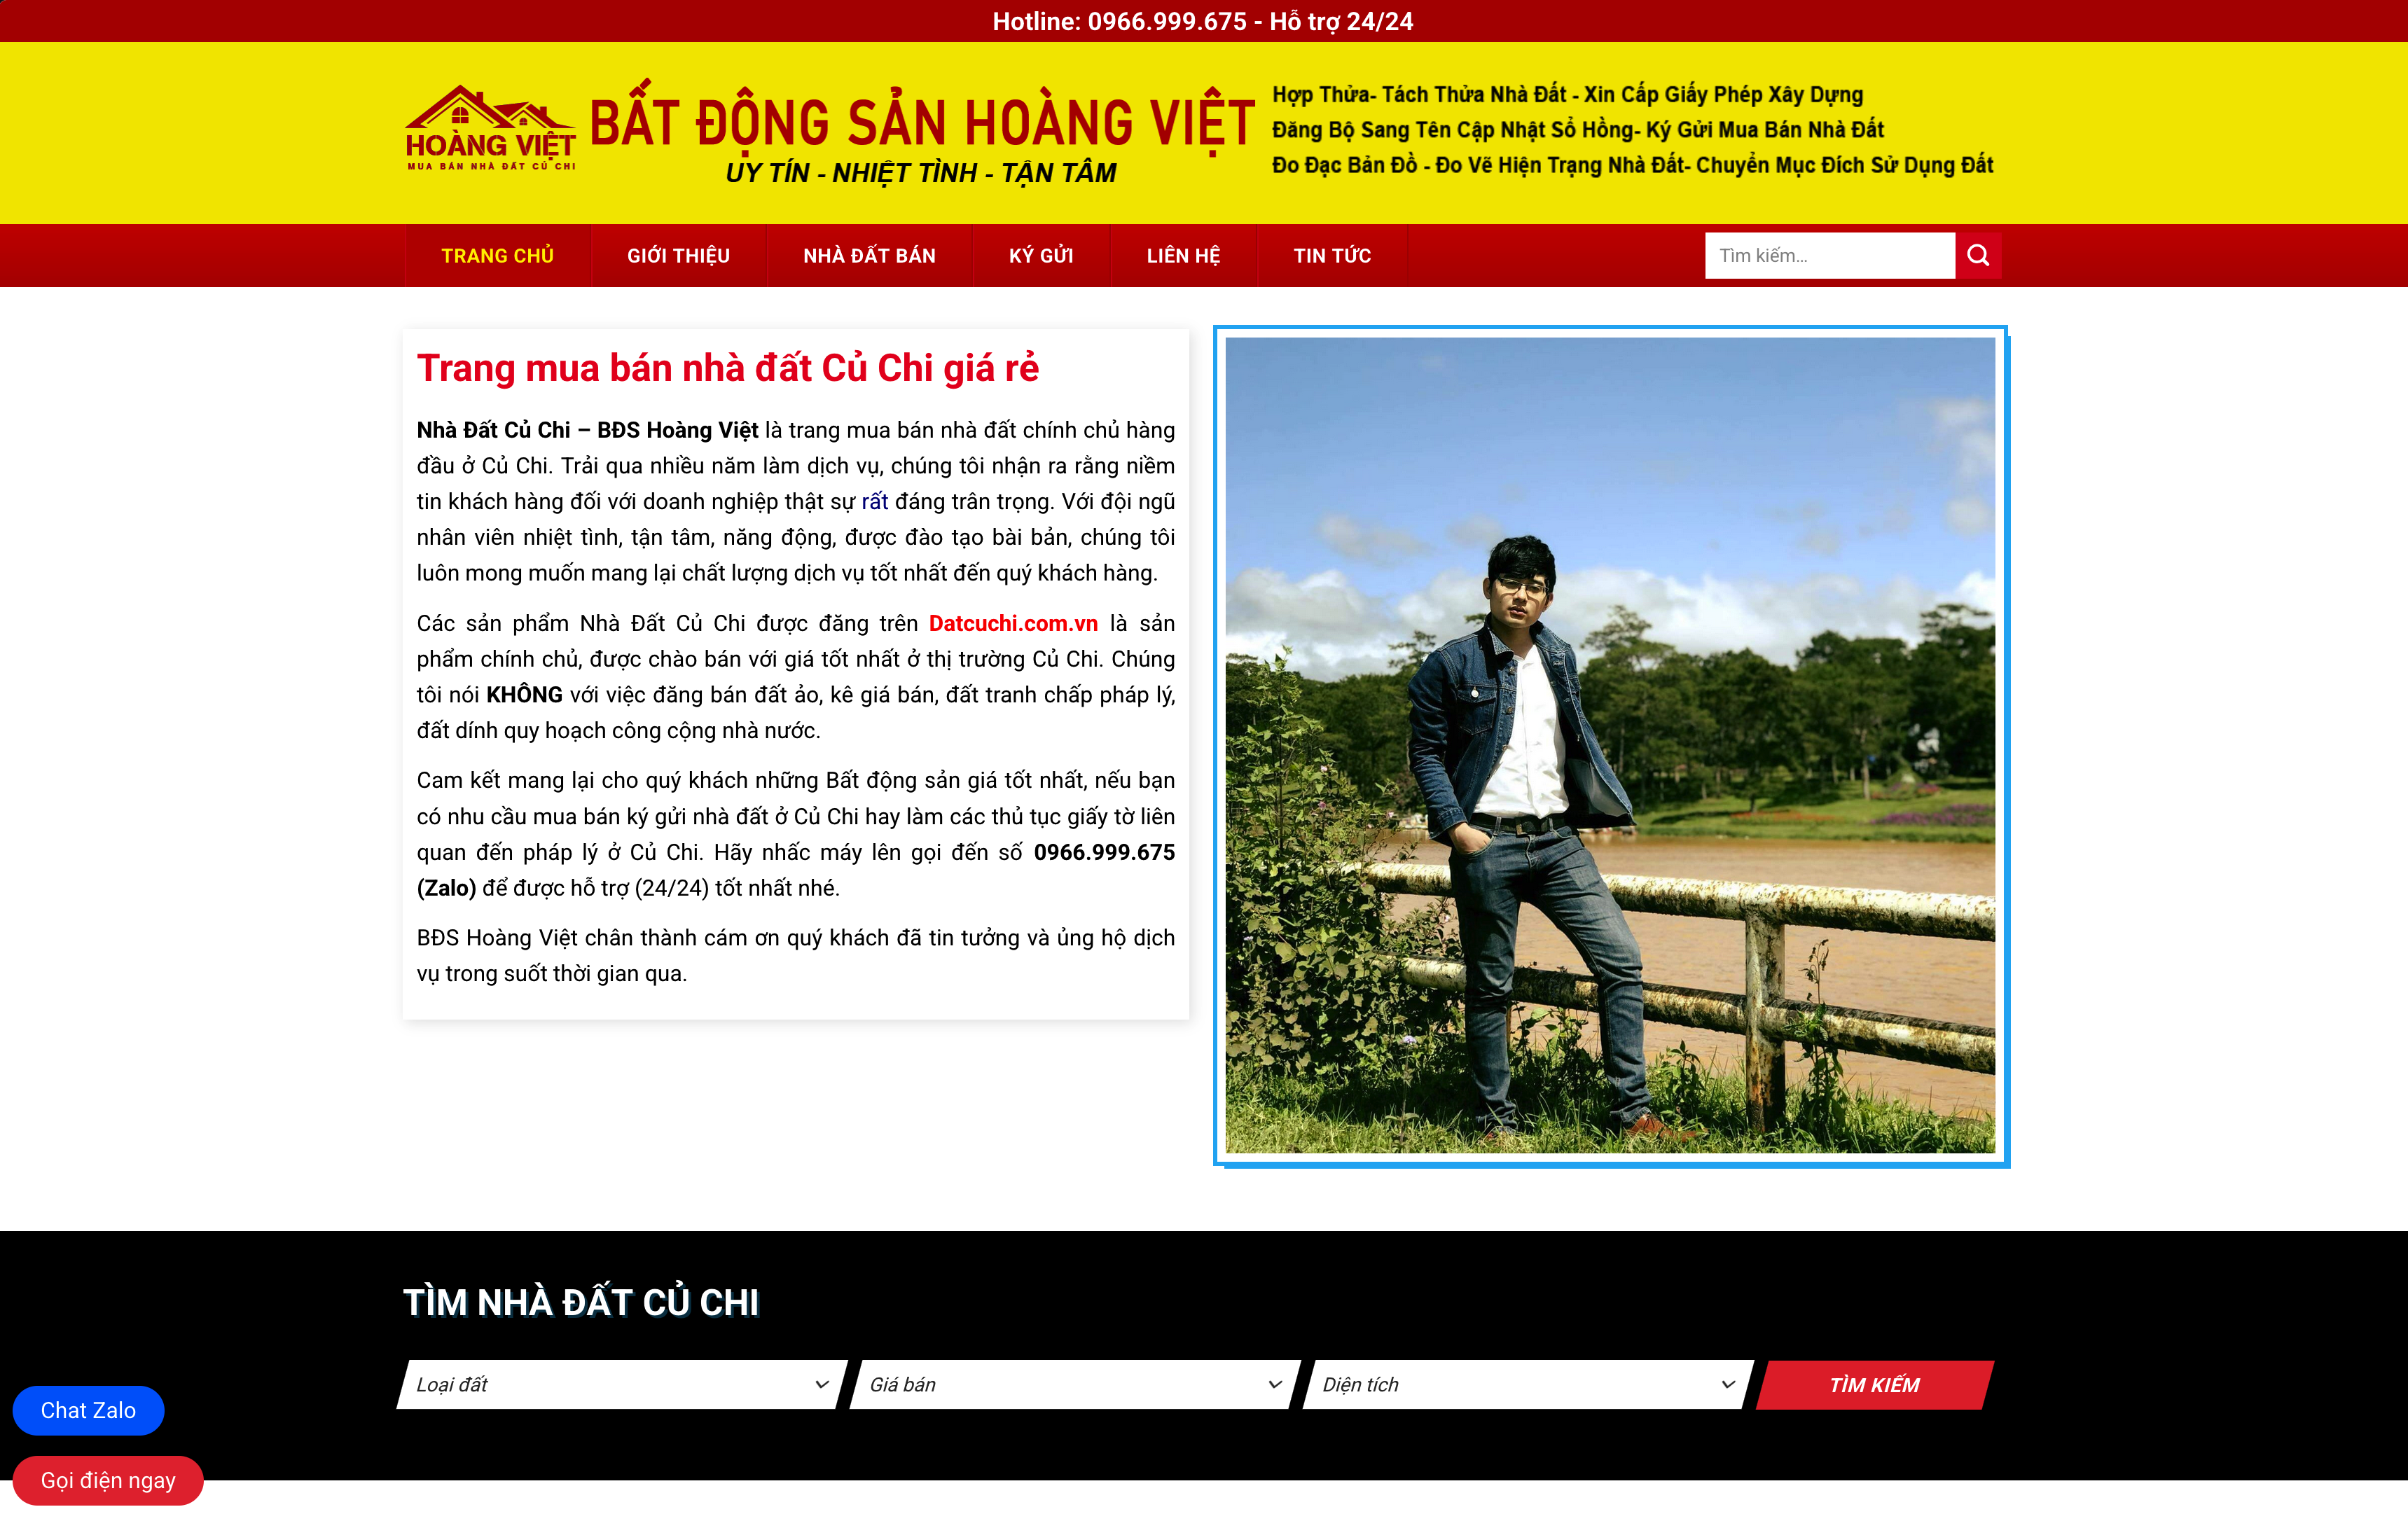 Hotline: 0966.999.675 - Hỗ trợ 24/24
HOÀNG VIỆT
MUA BÁN NHÀ ĐẤT CỦ CHI
BẤT ĐỘNG SẢN HOÀNG VIỆT
UY TÍN - NHIỆT TÌNH - TẬN TÂM
Hợp Thửa- Tách Thửa Nhà Đất - Xin Cấp Giấy Phép Xây Dựng
Đăng Bộ Sang Tên Cập Nhật Sổ Hồng- Ký Gửi Mua Bán Nhà Đất
Đo Đạc Bản Đồ - Đo Vẽ Hiện Trạng Nhà Đất- Chuyển Mục Đích Sử Dụng Đất
TRANG CHỦ GIỚI THIỆU NHÀ ĐẤT BÁN KÝ GỬI LIÊN HỆ TIN TỨC Tìm kiếm...
Trang mua bán nhà đất Củ Chi giá rẻ
Nhà Đất Củ Chi – BĐS Hoàng Việt là trang mua bán nhà đất chính chủ hàng
đầu ở Củ Chi. Trải qua nhiều năm làm dịch vụ, chúng tôi nhận ra rằng niềm
tin khách hàng đối với doanh nghiệp thật sự rất đáng trân trọng. Với đội ngũ
nhân viên nhiệt tình, tận tâm, năng động, được đào tạo bài bản, chúng tôi
luôn mong muốn mang lại chất lượng dịch vụ tốt nhất đến quý khách hàng.
Các sản phẩm Nhà Đất Củ Chi được đăng trên Datcuchi.com.vn là sản
phẩm chính chủ, được chào bán với giá tốt nhất ở thị trường Củ Chi. Chúng
tôi nói KHÔNG với việc đăng bán đất ảo, kê giá bán, đất tranh chấp pháp lý,
đất dính quy hoạch công cộng nhà nước.
Cam kết mang lại cho quý khách những Bất động sản giá tốt nhất, nếu bạn
có nhu cầu mua bán ký gửi nhà đất ở Củ Chi hay làm các thủ tục giấy tờ liên
quan đến pháp lý ở Củ Chi. Hãy nhấc máy lên gọi đến số 0966.999.675
(Zalo) để được hỗ trợ (24/24) tốt nhất nhé.
BĐS Hoàng Việt chân thành cám ơn quý khách đã tin tưởng và ủng hộ dịch
vụ trong suốt thời gian qua.
TÌM NHÀ ĐẤT CỦ CHI
Loại đất Giá bán Diện tích TÌM KIẾM
Chat Zalo
Gọi điện ngay